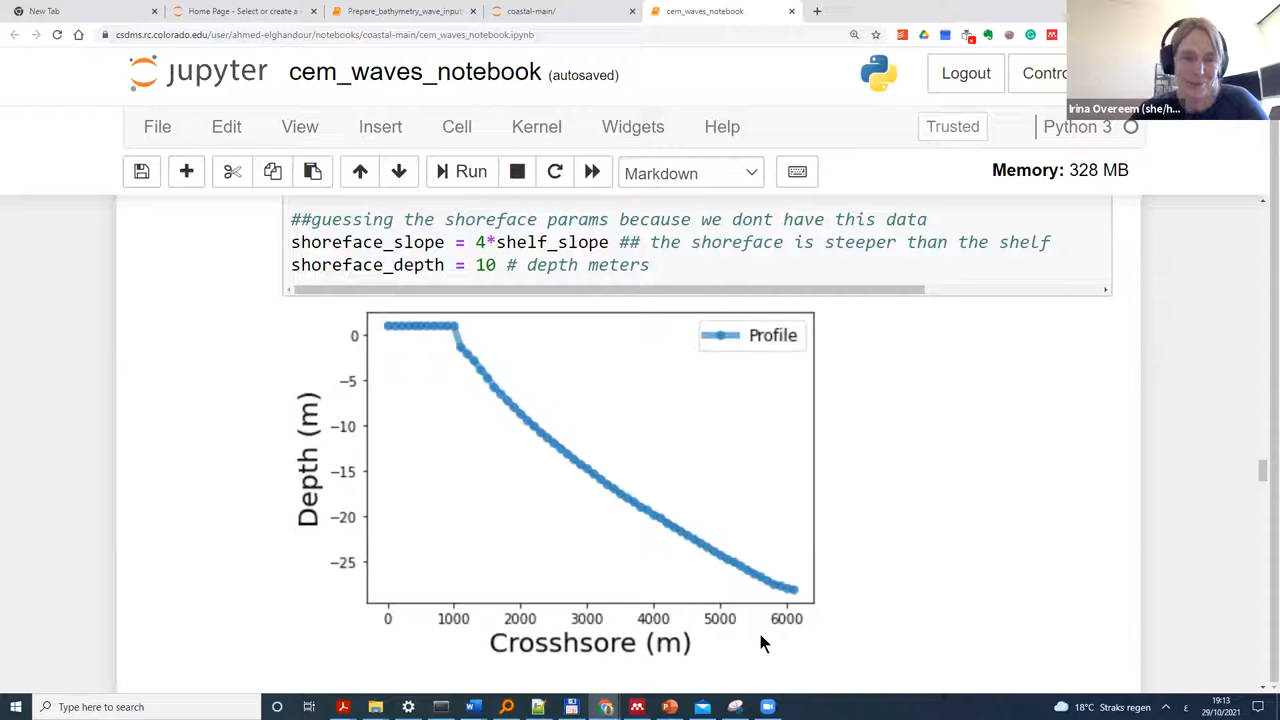 New Tab
Home Page - Select or create a
Prepare_bathymetry_wave_input
coastal-main/
cem_waves_notebook
csdms.rc.colorado.edu/user/ahmed-elghandour/notebooks/coastal-main/cem_waves_notebook.ipynb
jupyter cem_waves_notebook (autosaved)
Logout
Contro
Irina Overeem (she/h...
File Edit View Insert Cell Kernel Widgets Help
Trusted
Python 3
Run
Markdown
Memory: 328 MB
##guessing the shoreface params because we dont have this data
shoreface_slope = 4*shelf_slope ## the shoreface is steeper than the shelf
shoreface_depth = 10 # depth meters
Profile
0
−5
−10
−15
−20
−25
Depth (m)
0 1000 2000 3000 4000 5000 6000
Crosshsore (m)
Type here to search
18°C Straks regen
19:13
29/10/2021